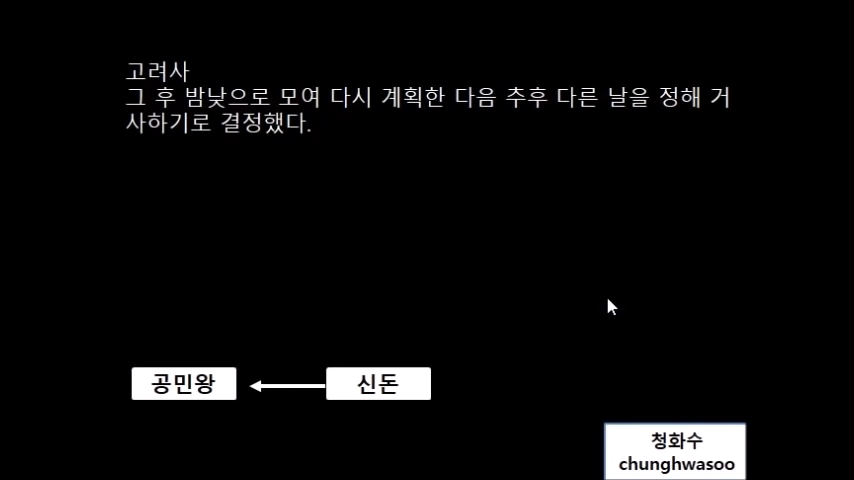 고려사
그 후 밤낮으로 모여 다시 계획한 다음 추후 다른 날을 정해 거
사하기로 결정했다.
공민왕
신돈
청화수
chunghwasoo